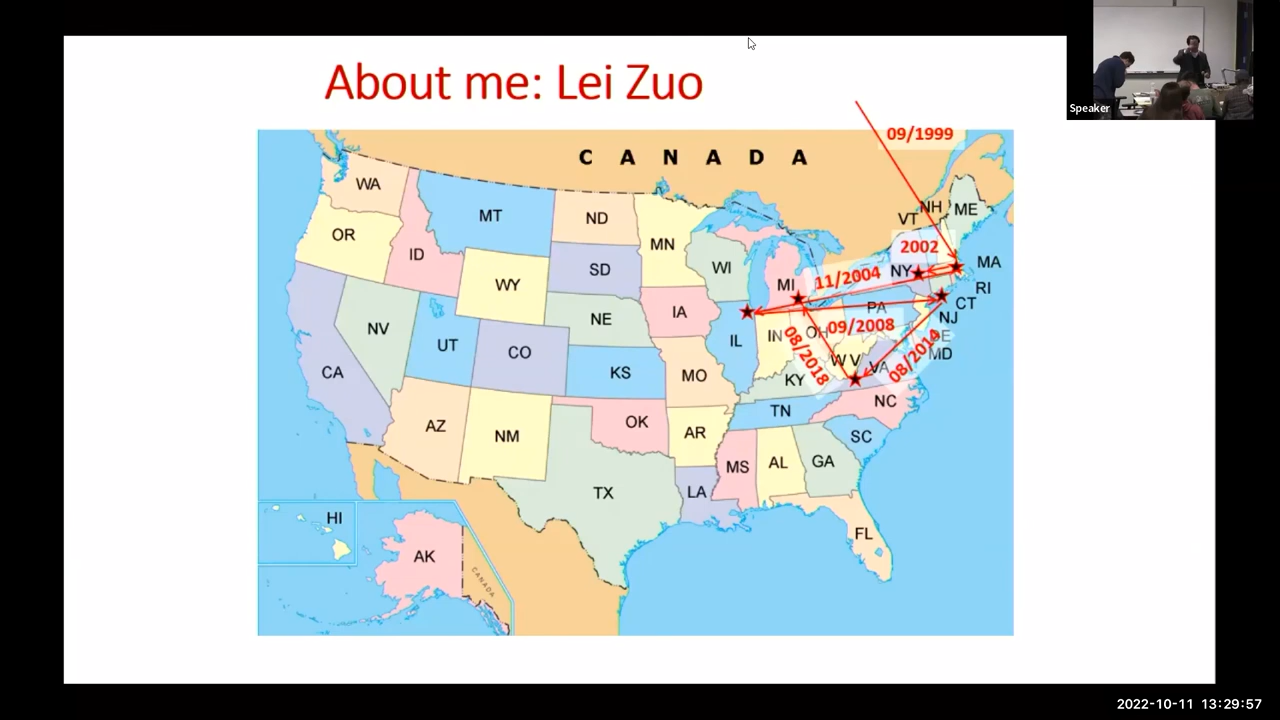 About me: Lei Zuo
Speaker
09/1999
C A N A D A
WA
MT
ND
MN
VT
NH
ME
OR
ID
SD
WI
2002
MA
WY
MI
11/2004
NY
RI
NV
UT
CO
NE
IA
IL
IN
OH
PA
09/2008
CT
NJ
CA
KS
MO
08/2018
WV
VA
08/2014
MD
KY
AZ
NM
OK
AR
TN
NC
TX
LA
MS
AL
GA
SC
HI
AK
CANADA
FL
2022-10-11 13:29:57